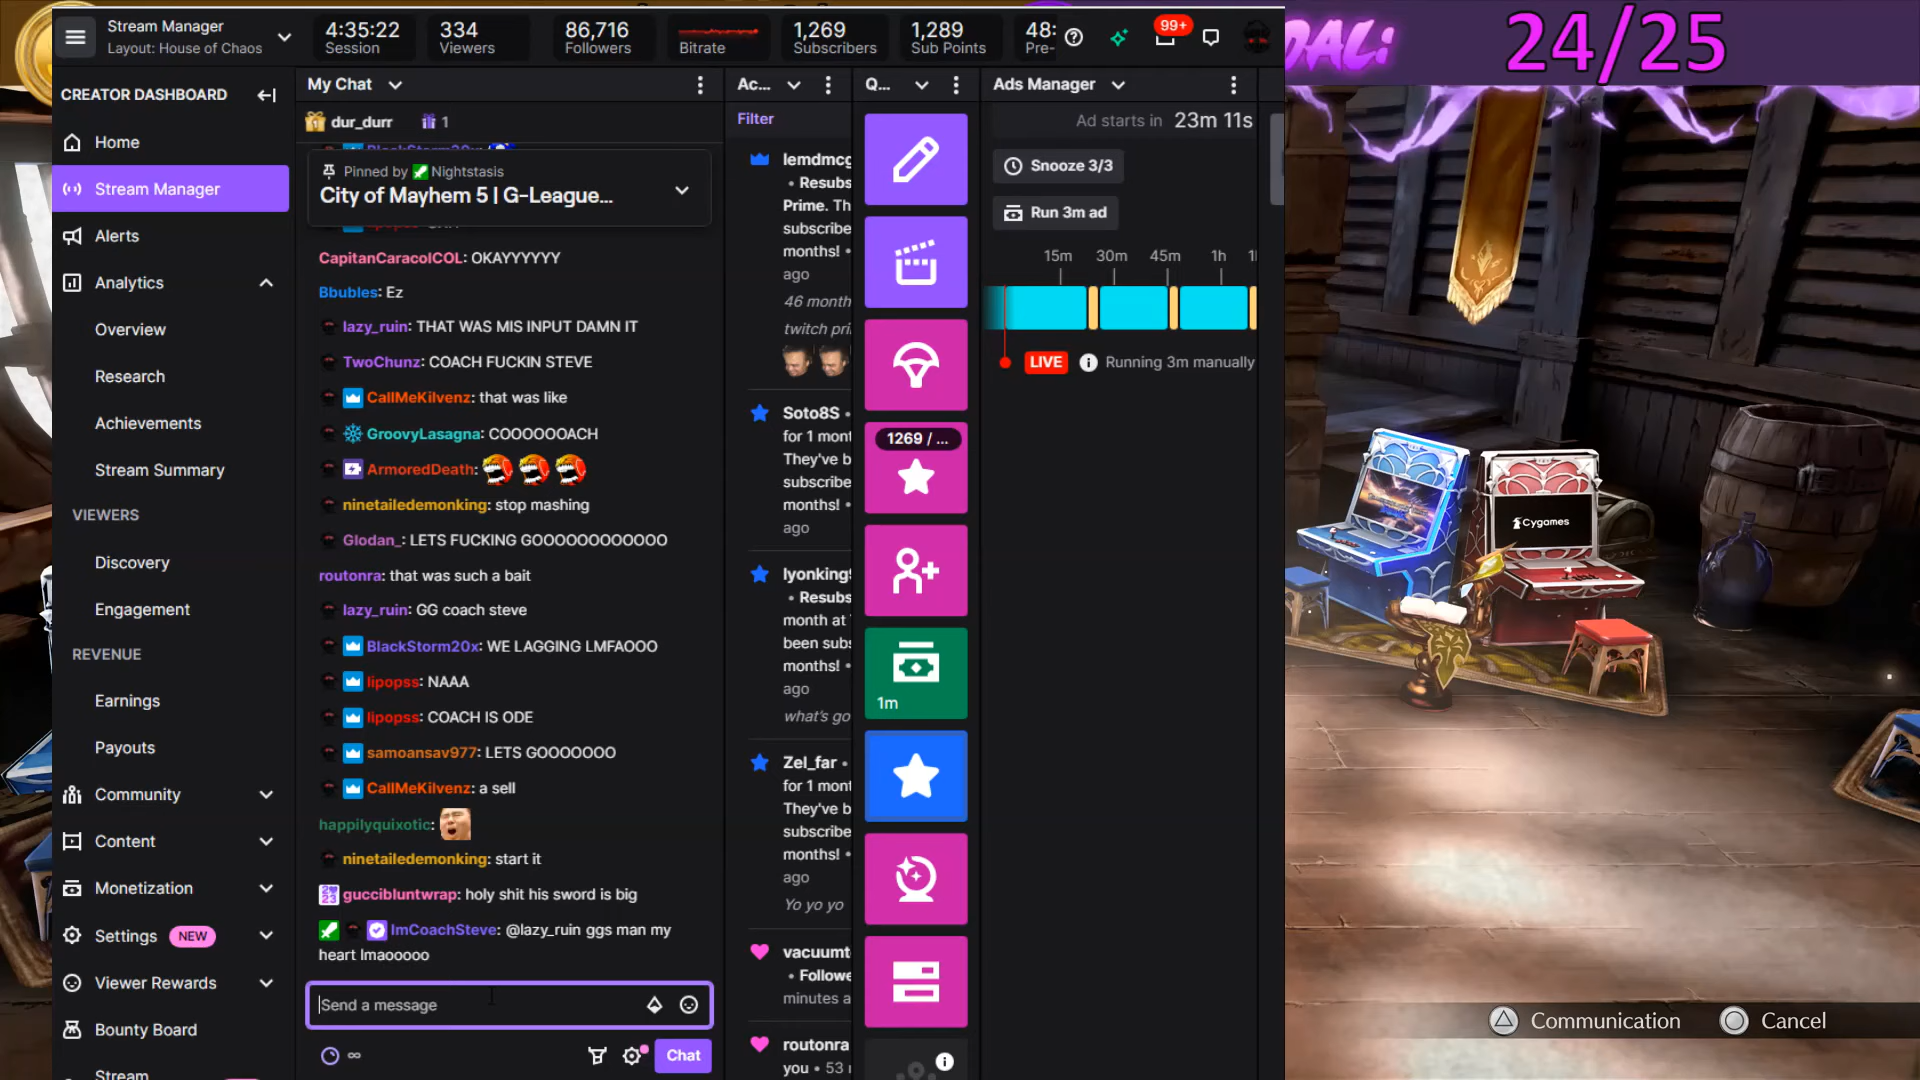 Stream Manager
Layout: House of Chaos
4:35:22
Session
334
Viewers
86,716
Followers
Bitrate
1,269
Subscribers
1,289
Sub Points
48:
Pre-
99+
24/25
CREATOR DASHBOARD
Home
Stream Manager
Alerts
Analytics
Overview
Research
Achievements
Stream Summary
VIEWERS
Discovery
Engagement
REVENUE
Earnings
Payouts
Community
Content
Monetization
Settings NEW
Viewer Rewards
Bounty Board
Stream
My Chat
dur_durr 1
Pinned by Nightstasis
City of Mayhem 5 | G-League...
CapitanCaracolCOL: OKAYYYYYY
Bbubles: Ez
lazy_ruin: THAT WAS MIS INPUT DAMN IT
TwoChunz: COACH FUCKIN STEVE
CallMeKilvenz: that was like
GroovyLasagna: COOOOOOACH
ArmoredDeath:
ninetailedemonking: stop mashing
Glodan_: LETS FUCKING GOOOOOOOOOOOO
routonra: that was such a bait
lazy_ruin: GG coach steve
BlackStorm20x: WE LAGGING LMFAOOO
lipopss: NAAA
lipopss: COACH IS ODE
samoansav977: LETS GOOOOOOO
CallMeKilvenz: a sell
happilyquixotic:
ninetailedemonking: start it
guccibluntwrap: holy shit his sword is big
ImCoachSteve: @lazy_ruin ggs man my
heart lmaooooo
Send a message
Chat
Ac...
Filter
lemdmcg
• Resubs
Prime. Th
subscribe
months! •
ago
46 month
twitch pri
Soto8S •
for 1 mont
They've b
subscribe
months! •
ago
lyonking
• Resubs
month at
been subs
months! •
ago
what's go
Zel_far •
for 1 mont
They've b
subscribe
months! •
ago
Yo yo yo
vacuumt
• Followe
minutes a
routonra
you • 53 m
Q...
1269 / ...
1m
Ads Manager
Ad starts in 23m 11s
Snooze 3/3
Run 3m ad
15m 30m 45m 1h
LIVE Running 3m manually
Cygames
Communication Cancel